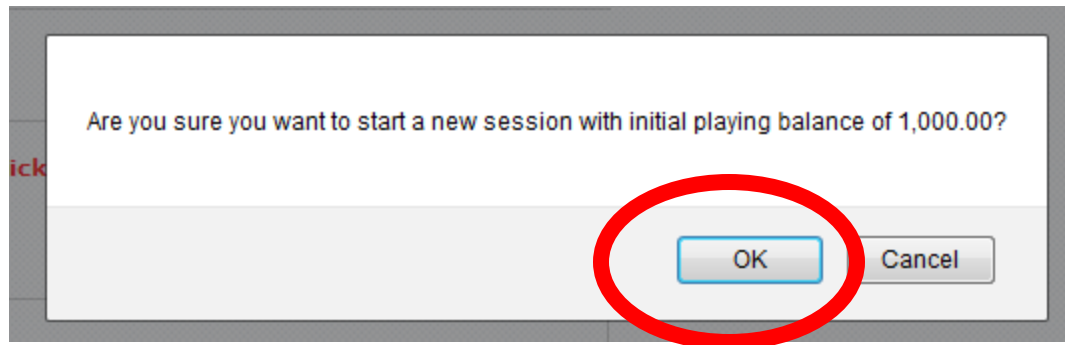 Are you sure you want to start a new session with initial playing balance of 1,000.00?
ick
OK Cancel